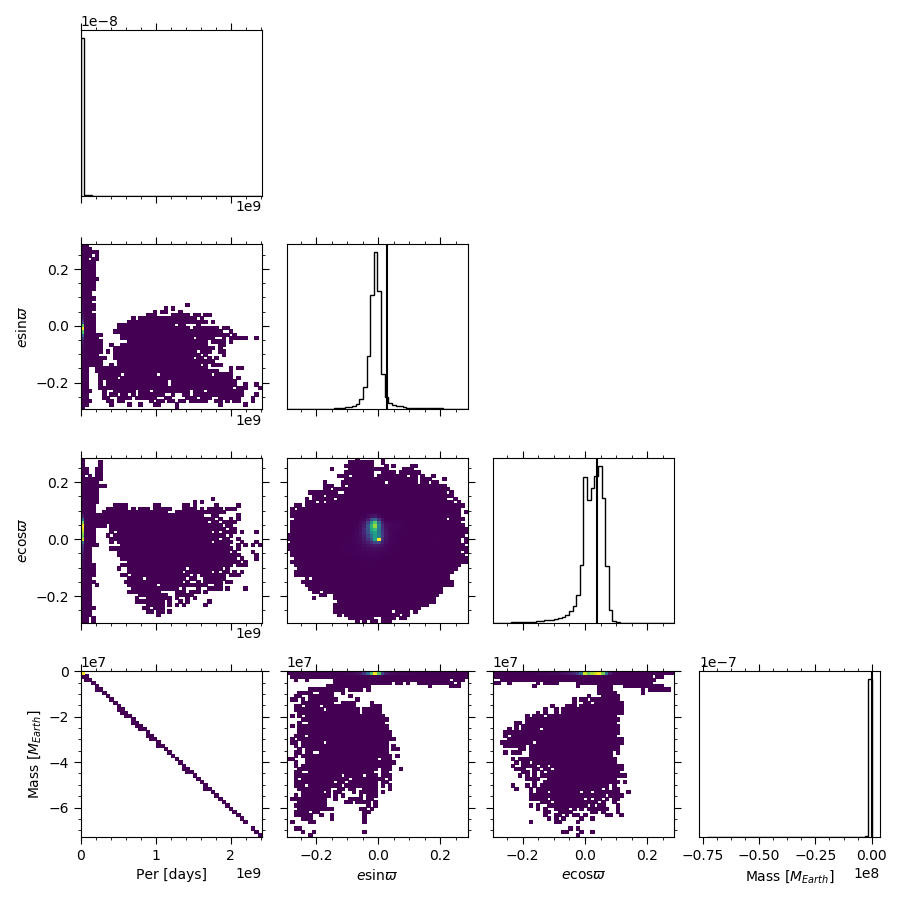 1e−8
1e9
0.2
0.0
−0.2
esinϖ
1e9
0.2
0.0
−0.2
ecosϖ
1e9
1e7
1e7
1e7
1e−7
0
−2
−4
−6
Mass [M_Earth]
0 1 2
−0.2 0.0 0.2
−0.2 0.0 0.2
−0.75 −0.50 −0.25 0.00
Per [days] 1e9
esinϖ
ecosϖ
Mass [M_Earth] 1e8